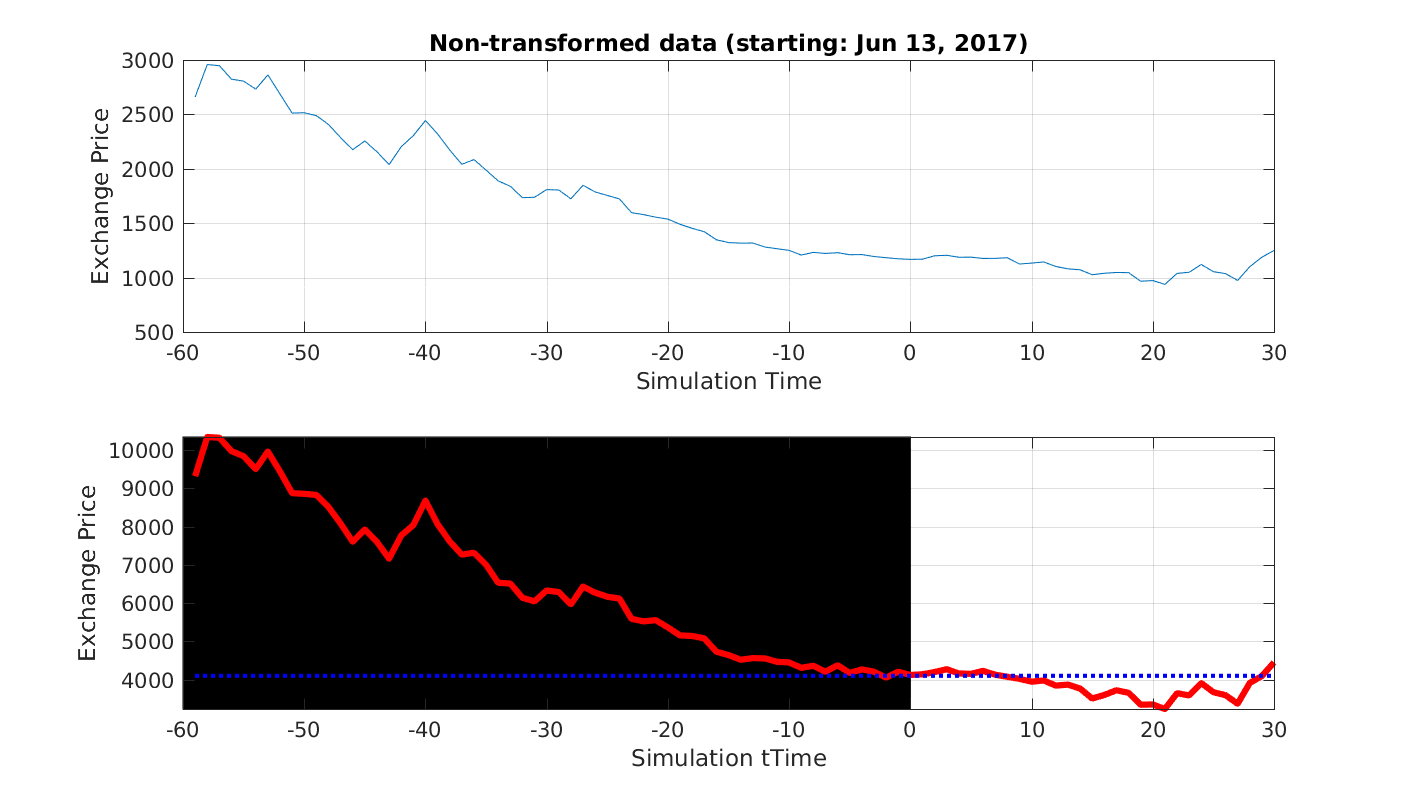 Non-transformed data (starting: Jun 13, 2017)
3000
2500
2000
1500
1000
500
Exchange Price
-60 -50 -40 -30 -20 -10 0 10 20 30
Simulation Time
10000
9000
8000
7000
6000
5000
4000
Exchange Price
-60 -50 -40 -30 -20 -10 0 10 20 30
Simulation tTime